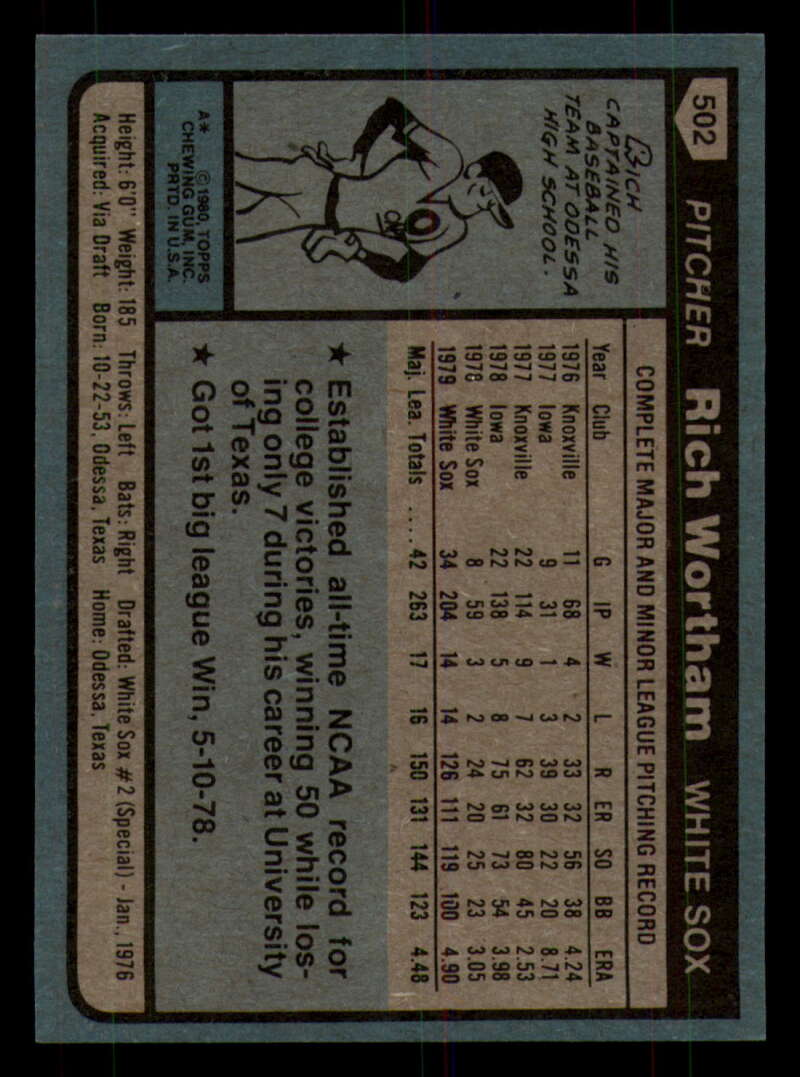 502 PITCHER Rich Wortham WHITE SOX
Rich
CAPTAINED HIS
BASEBALL
TEAM AT ODESSA
HIGH SCHOOL.
A* © 1980, TOPPS
CHEWING GUM, INC.
PRTD. IN U.S.A.
COMPLETE MAJOR AND MINOR LEAGUE PITCHING RECORD
Year Club G IP W L R ER SO BB ERA
1976 Knoxville 11 68 4 2 33 32 56 38 4.24
1977 Iowa 9 31 1 3 39 30 22 20 8.71
1977 Knoxville 22 114 9 7 62 32 80 45 2.53
1978 Iowa 22 138 5 8 75 61 73 54 3.98
1978 White Sox 8 59 3 2 24 20 25 23 3.05
1979 White Sox 34 204 14 14 126 111 119 100 4.90
Maj. Lea. Totals .... 42 263 17 16 150 131 144 123 4.48
★ Established all-time NCAA record for
college victories, winning 50 while los-
ing only 7 during his career at University
of Texas.
★ Got 1st big league Win, 5-10-78.
Height: 6'0" Weight: 185 Throws: Left Bats: Right Drafted: White Sox #2 (Special) - Jan., 1976
Acquired: Via Draft Born: 10-22-53, Odessa, Texas Home: Odessa, Texas